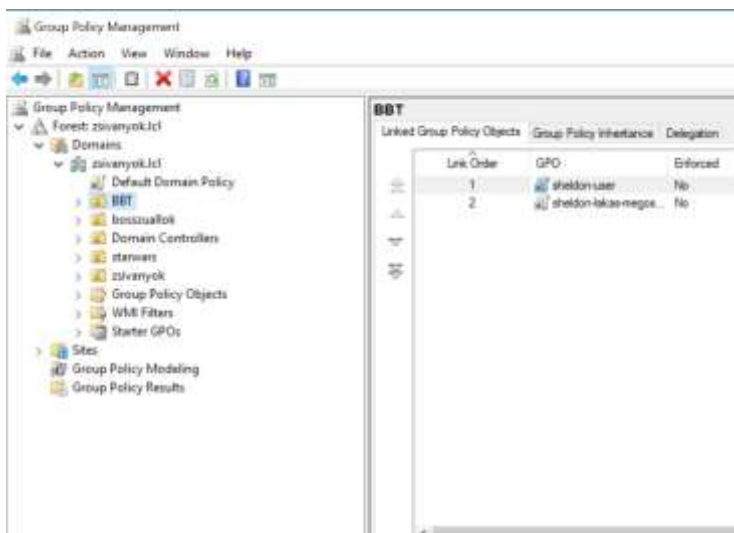 Group Policy Management
File Action View Window Help
Group Policy Management
Forest: zsivanyok.lcl
Domains
zsivanyok.lcl
Default Domain Policy
BBT
bosszuallok
Domain Controllers
starwars
zsivanyok
Group Policy Objects
WMI Filters
Starter GPOs
Sites
Group Policy Modeling
Group Policy Results
BBT
Linked Group Policy Objects Group Policy Inheritance Delegation
Link Order GPO Enforced
1 sheldon-user No
2 sheldon-lakas-megos... No